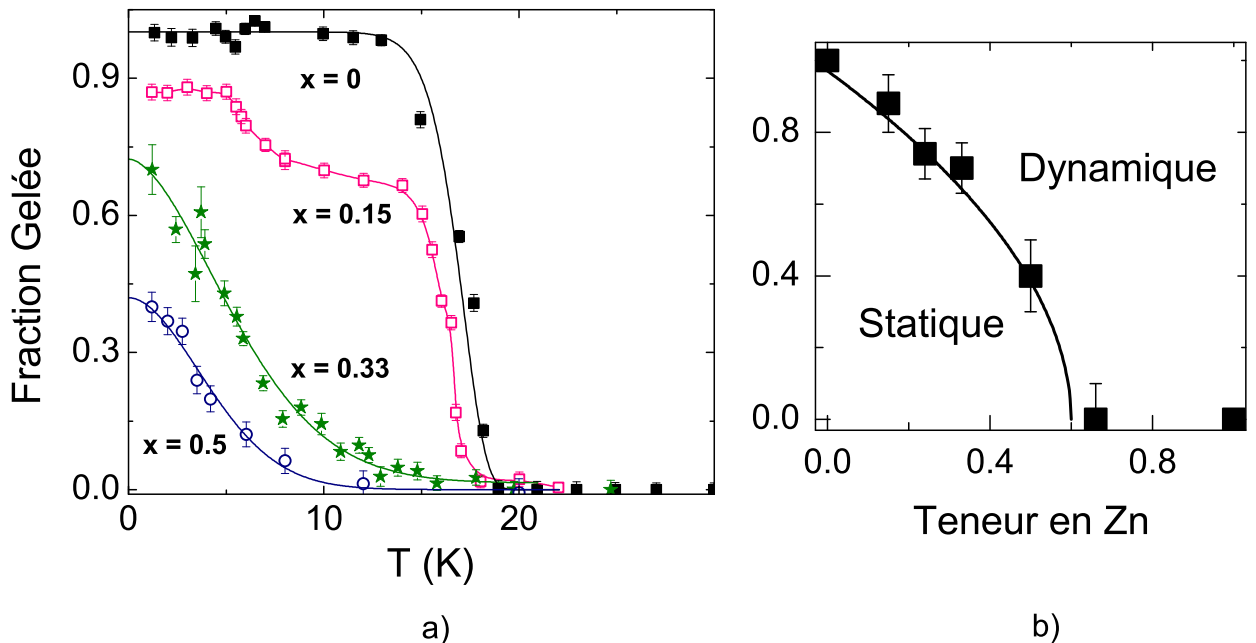 0.9
0.6
0.3
0.0
Fraction Gelée
x = 0
x = 0.15
x = 0.33
x = 0.5
0
10
20
T (K)
a)
0.8
0.4
0.0
Dynamique
Statique
0.0
0.4
0.8
Teneur en Zn
b)